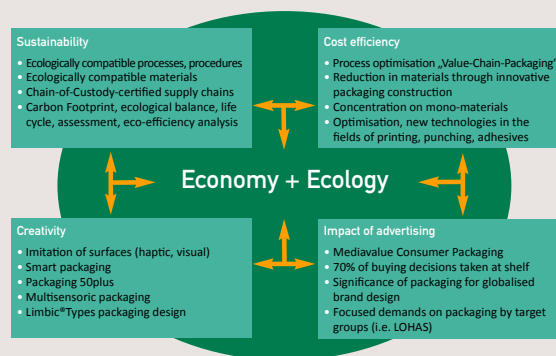 Sustainability
• Ecologically compatible processes, procedures
• Ecologically compatible materials
• Chain-of-Custody-certified supply chains
• Carbon Footprint, ecological balance, life
cycle, assessment, eco-efficiency analysis
Cost efficiency
• Process optimisation „Value-Chain-Packaging“
• Reduction in materials through innovative
packaging construction
• Concentration on mono-materials
• Optimisation, new technologies in the
fields of printing, punching, adhesives
Economy + Ecology
Creativity
• Imitation of surfaces (haptic, visual)
• Smart packaging
• Packaging 50plus
• Multisensoric packaging
• Limbic®Types packaging design
Impact of advertising
• Mediavalue Consumer Packaging
• 70% of buying decisions taken at shelf
• Significance of packaging for globalised
brand design
• Focused demands on packaging by target
groups (i.e. LOHAS)